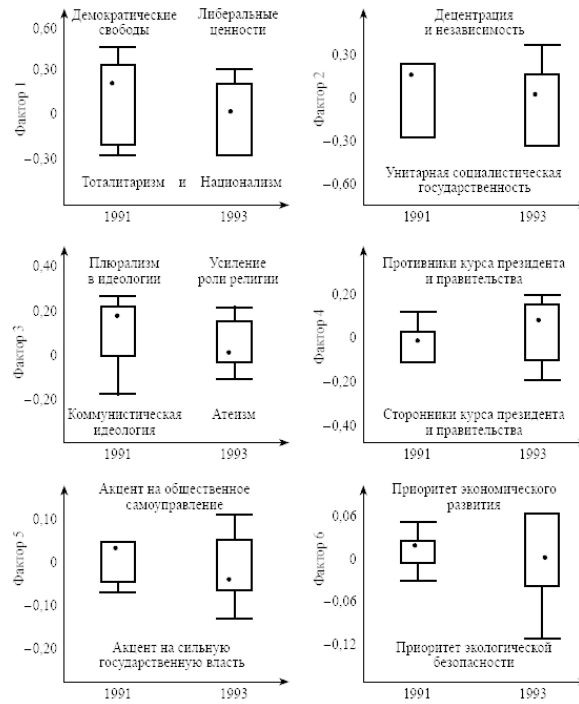 Демократические
свободы
Либеральные
ценности
0,60
0,30
0
–0,30
Фактор 1
Тоталитаризм и Национализм
1991
1993
Децентрация
и независимость
0,30
0
–0,30
–0,60
Фактор 2
Унитарная социалистическая
государственность
1991
1993
Плюрализм
в идеологии
Усиление
роли религии
0,40
0,20
0
–0,20
Фактор 3
Коммунистическая
идеология
Атеизм
1991
1993
Противники курса президента
и правительства
0,20
0
–0,20
–0,40
Фактор 4
Сторонники курса президента
и правительства
1991
1993
Акцент на общественное
самоуправление
0,10
0
–0,10
–0,20
Фактор 5
Акцент на сильную
государственную власть
1991
1993
Приоритет экономического
развития
0,06
0
–0,06
–0,12
Фактор 6
Приоритет экологической
безопасности
1991
1993